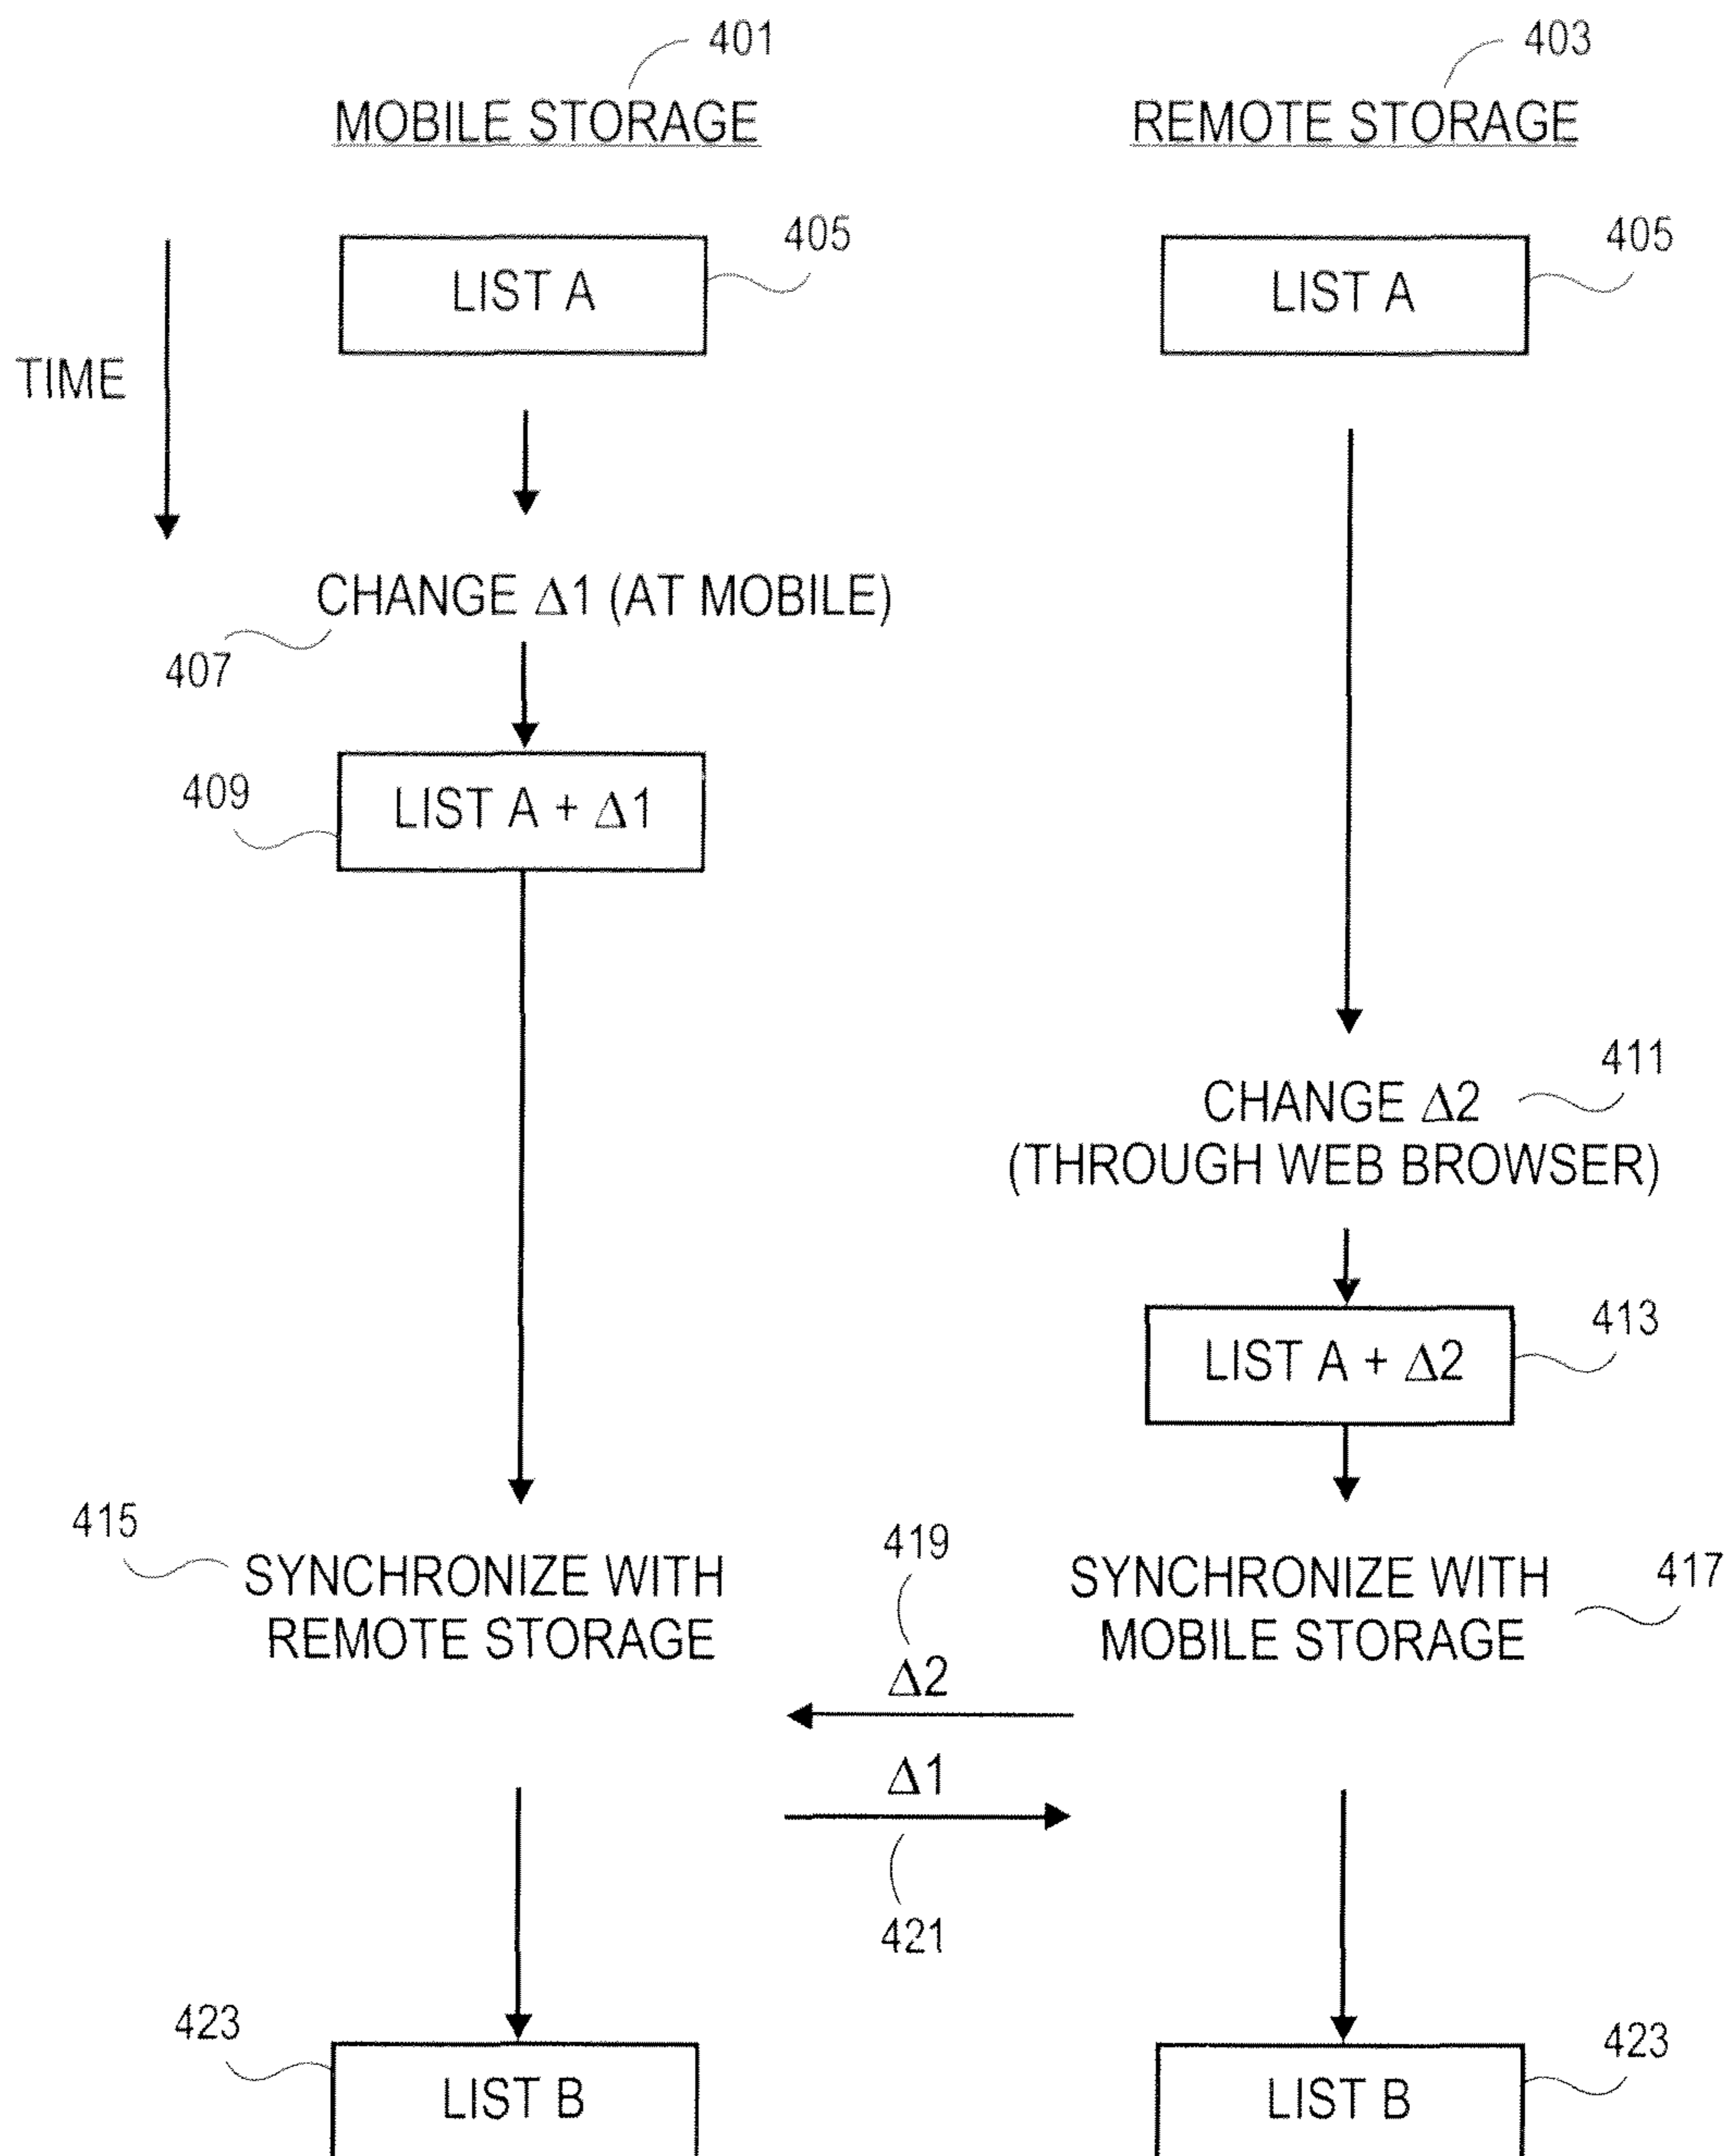 401
403
MOBILE STORAGE
REMOTE STORAGE
405
405
LIST A
LIST A
TIME
CHANGE Δ1 (AT MOBILE)
407
409
LIST A + Δ1
411
CHANGE Δ2
(THROUGH WEB BROWSER)
413
LIST A + Δ2
415
419
417
SYNCHRONIZE WITH
REMOTE STORAGE
SYNCHRONIZE WITH
MOBILE STORAGE
Δ2
Δ1
421
423
423
LIST B
LIST B